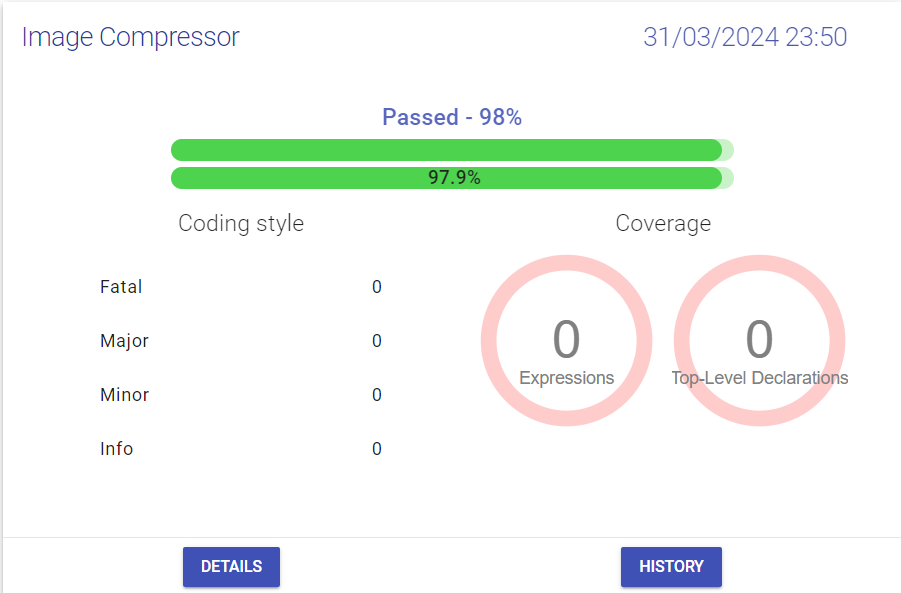 Image Compressor
31/03/2024 23:50
Passed - 98%
97.9%
Coding style
Coverage
Fatal 0
Major 0
Minor 0
Info 0
0
Expressions
0
Top-Level Declarations
DETAILS
HISTORY